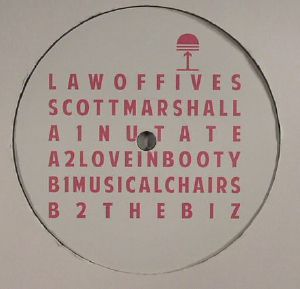 LAWOFFIVES
SCOTTMARSHALL
A1NUTATE
A2LOVEINBOOTY
B1MUSICALCHAIRS
B2THEBIZ